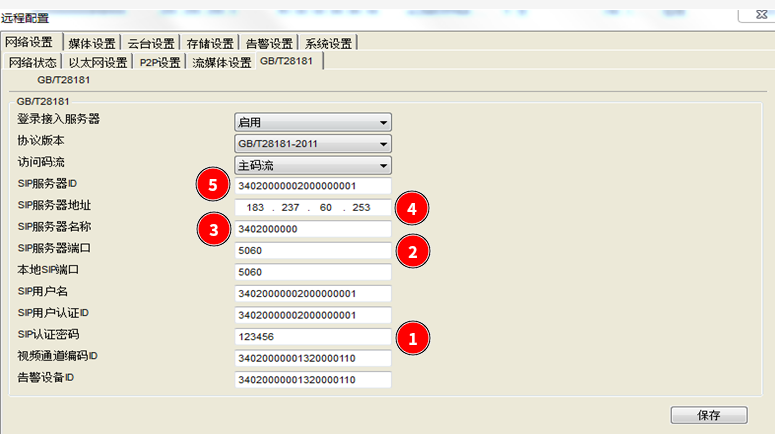 远程配置
网络设置 媒体设置 云台设置 存储设置 告警设置 系统设置
网络状态 以太网设置 P2P设置 流媒体设置 GB/T28181
GB/T28181
GB/T28181
登录接入服务器 启用
协议版本 GB/T28181-2011
访问码流 主码流
SIP服务器ID 5 34020000002000000001
SIP服务器地址 183 . 237 . 60 . 253 4
SIP服务器名称 3 3402000000
SIP服务器端口 5060 2
本地SIP端口 5060
SIP用户名 34020000002000000001
SIP用户认证ID 34020000002000000001
SIP认证密码 123456 1
视频通道编码ID 34020000001320000110
告警设备ID 34020000001320000110
保存